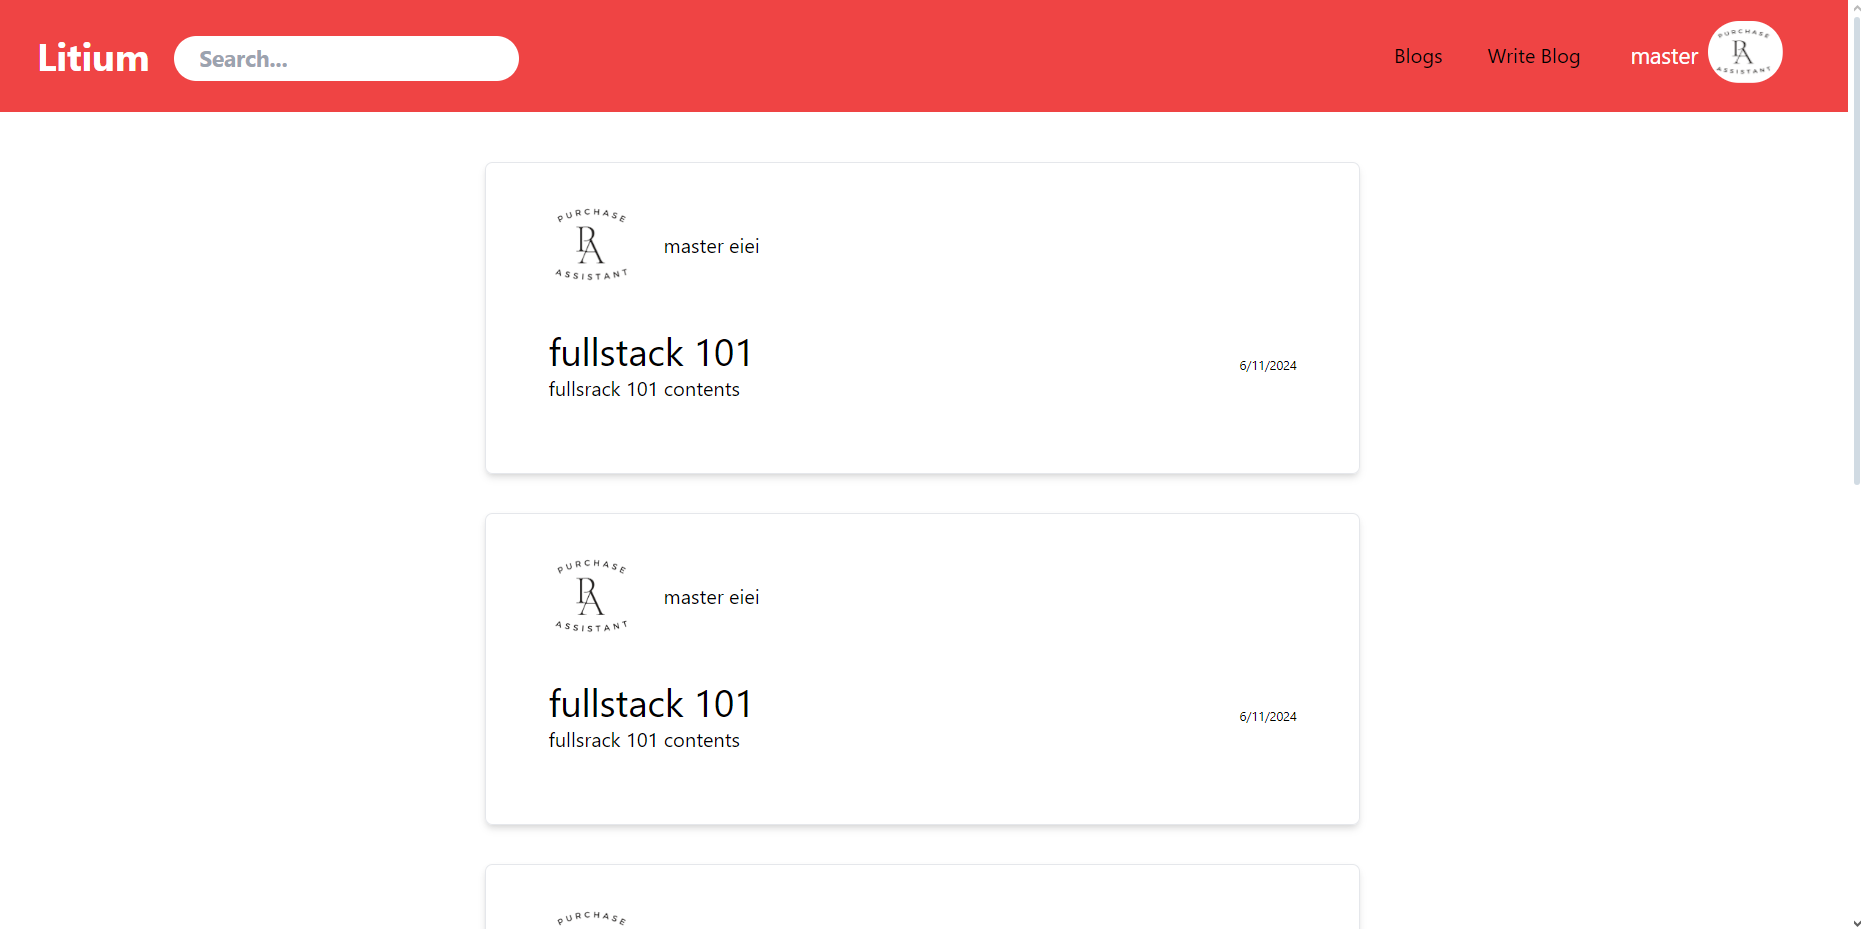 Litium
Search...
Blogs
Write Blog
master
PURCHASE
PA
ASSISTANT
PURCHASE
PA
ASSISTANT
master eiei
fullstack 101
6/11/2024
fullsrack 101 contents
PURCHASE
PA
ASSISTANT
master eiei
fullstack 101
6/11/2024
fullsrack 101 contents
PURCHASE